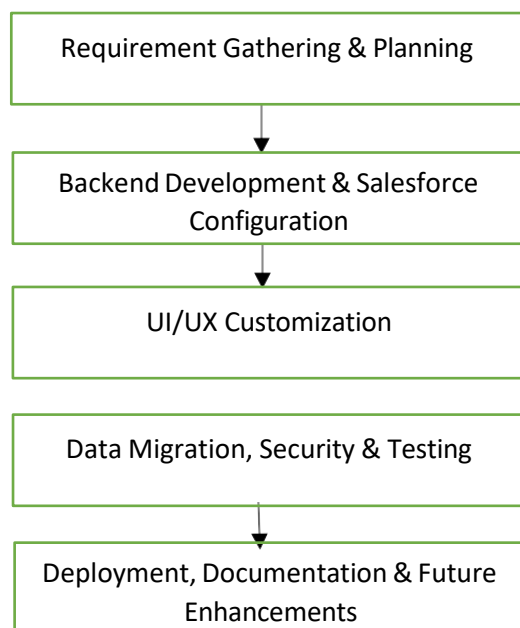 Requirement Gathering & Planning
Backend Development & Salesforce
Configuration
UI/UX Customization
Data Migration, Security & Testing
Deployment, Documentation & Future
Enhancements